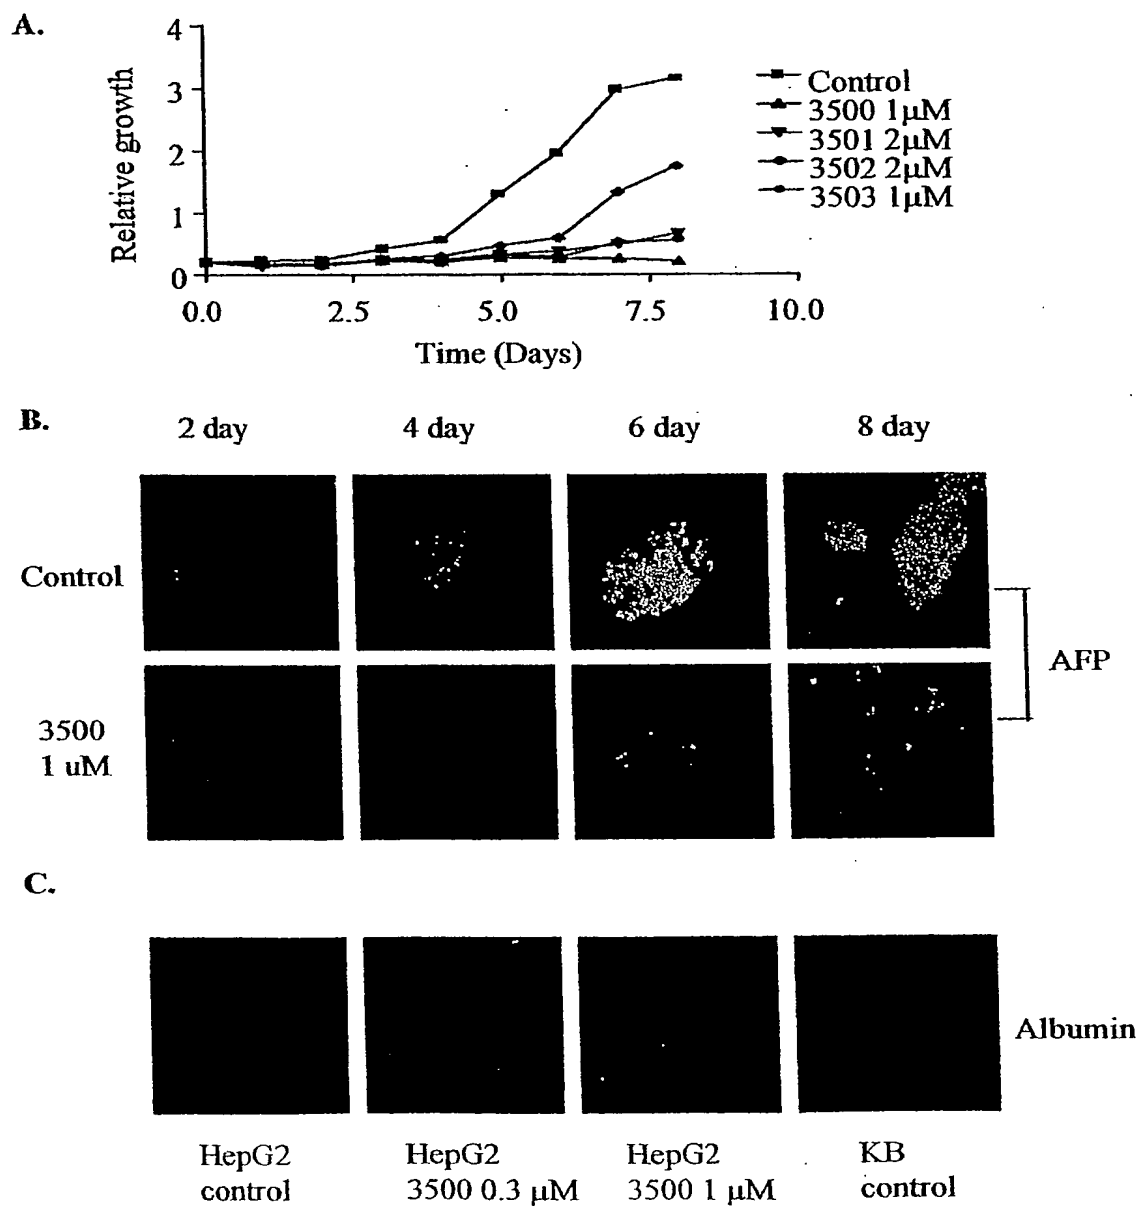 A.
4
3
2
1
0
Relative growth
0.0 2.5 5.0 7.5 10.0
Time (Days)
Control
3500 1μM
3501 2μM
3502 2μM
3503 1μM
B.
2 day 4 day 6 day 8 day
Control
3500
1 uM
AFP
C.
Albumin
HepG2
control
HepG2
3500 0.3 μM
HepG2
3500 1 μM
KB
control